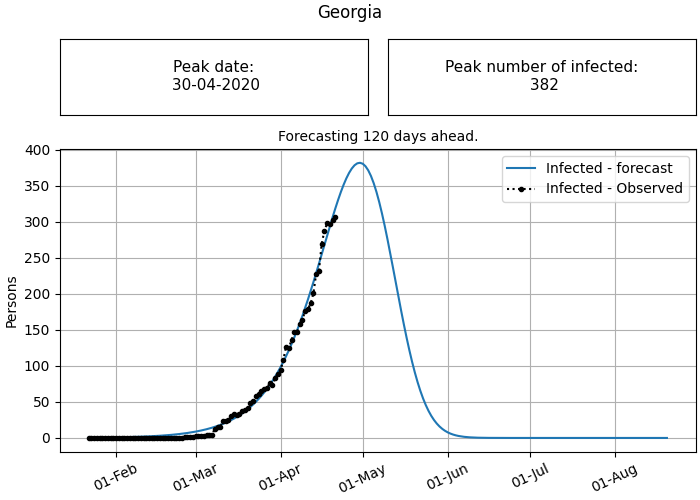 Georgia
Peak date:
30-04-2020
Peak number of infected:
382
Forecasting 120 days ahead.
Infected - forecast
Infected - Observed
Persons
400
350
300
250
200
150
100
50
0
01-Feb
01-Mar
01-Apr
01-May
01-Jun
01-Jul
01-Aug